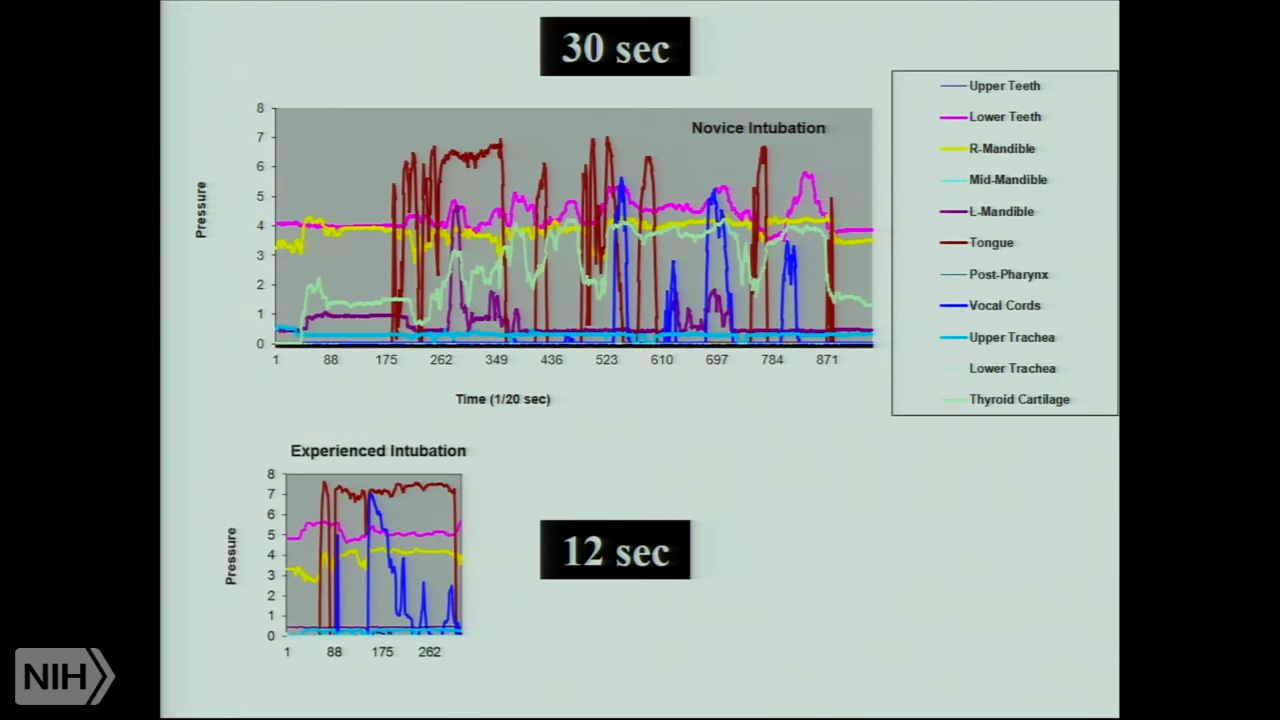 30 sec
8
7
6
5
4
3
2
1
0
Pressure
Novice Intubation
1 88 175 262 349 436 523 610 697 784 871
Time (1/20 sec)
Upper Teeth
Lower Teeth
R-Mandible
Mid-Mandible
L-Mandible
Tongue
Post-Pharynx
Vocal Cords
Upper Trachea
Lower Trachea
Thyroid Cartilage
Experienced Intubation
8
7
6
5
4
3
2
1
0
Pressure
1 88 175 262
12 sec
NIH